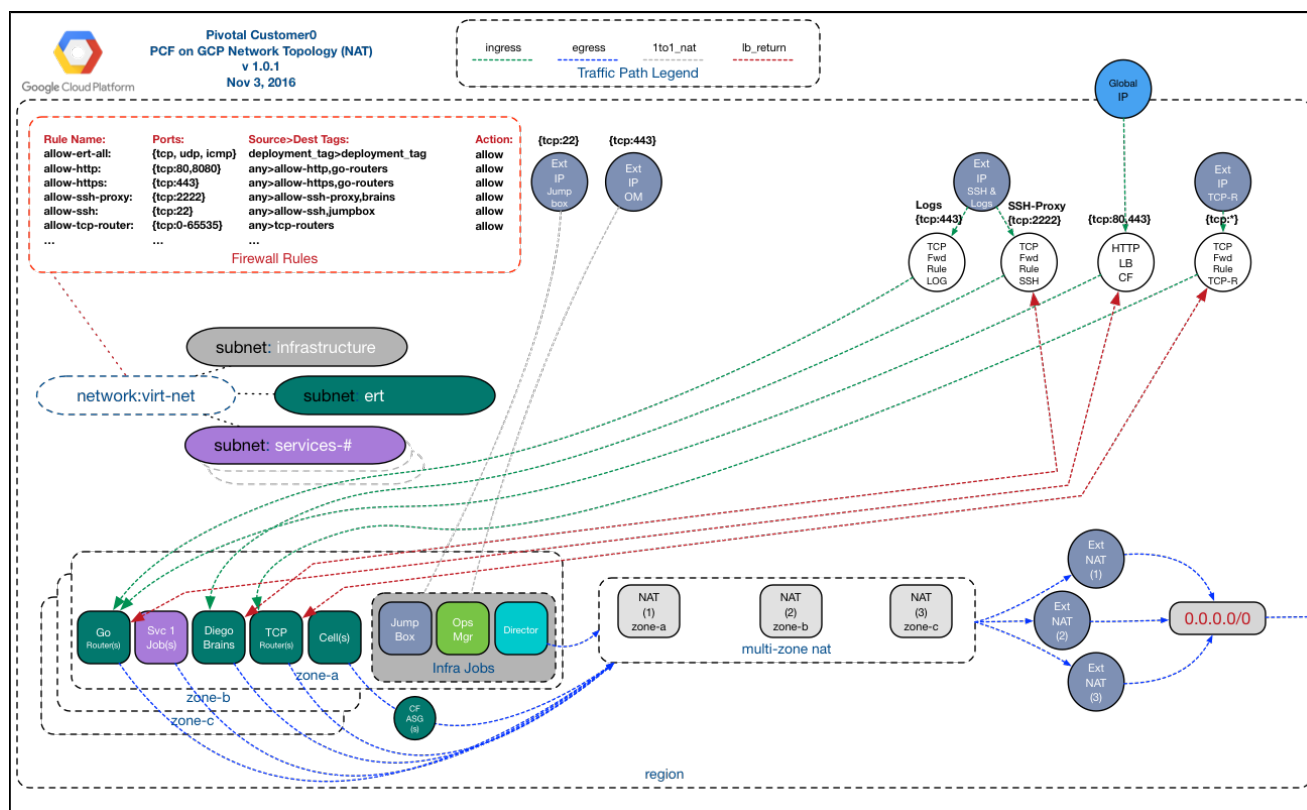 Pivotal Customer0
PCF on GCP Network Topology (NAT)
v 1.0.1
Nov 3, 2016
Google Cloud Platform
ingress egress 1to1_nat lb_return
Traffic Path Legend
Rule Name: Ports: Source>Dest Tags: Action:
allow-ert-all: {tcp, udp, icmp} deployment_tag>deployment_tag allow
allow-http: {tcp:80,8080} any>allow-http,go-routers allow
allow-https: {tcp:443} any>allow-https,go-routers allow
allow-ssh-proxy: {tcp:2222} any>allow-ssh-proxy,brains allow
allow-ssh: {tcp:22} any>allow-ssh,jumpbox allow
allow-tcp-router: {tcp:0-65535} any>tcp-routers allow
... ... ...
Firewall Rules
{tcp:22}
Ext
IP
Jump
box
{tcp:443}
Ext
IP
OM
Global
IP
Ext
IP
SSH &
Logs
Ext
IP
TCP-R
Logs
{tcp:443}
SSH-Proxy
{tcp:2222}
{tcp:80,443}
{tcp:*}
TCP
Fwd
Rule
LOG
TCP
Fwd
Rule
SSH
HTTP
LB
CF
TCP
Fwd
Rule
TCP-R
subnet: infrastructure
network:virt-net
subnet: ert
subnet: services-#
Go
Router(s)
Svc 1
Job(s)
Diego
Brains
TCP
Router(s)
Cell(s)
zone-a
zone-b
zone-c
Jump
Box
Ops
Mgr
Director
Infra Jobs
CF
ASG
(s)
NAT
(1)
zone-a
NAT
(2)
zone-b
NAT
(3)
zone-c
multi-zone nat
Ext
NAT
(1)
Ext
NAT
(2)
Ext
NAT
(3)
0.0.0.0/0
region